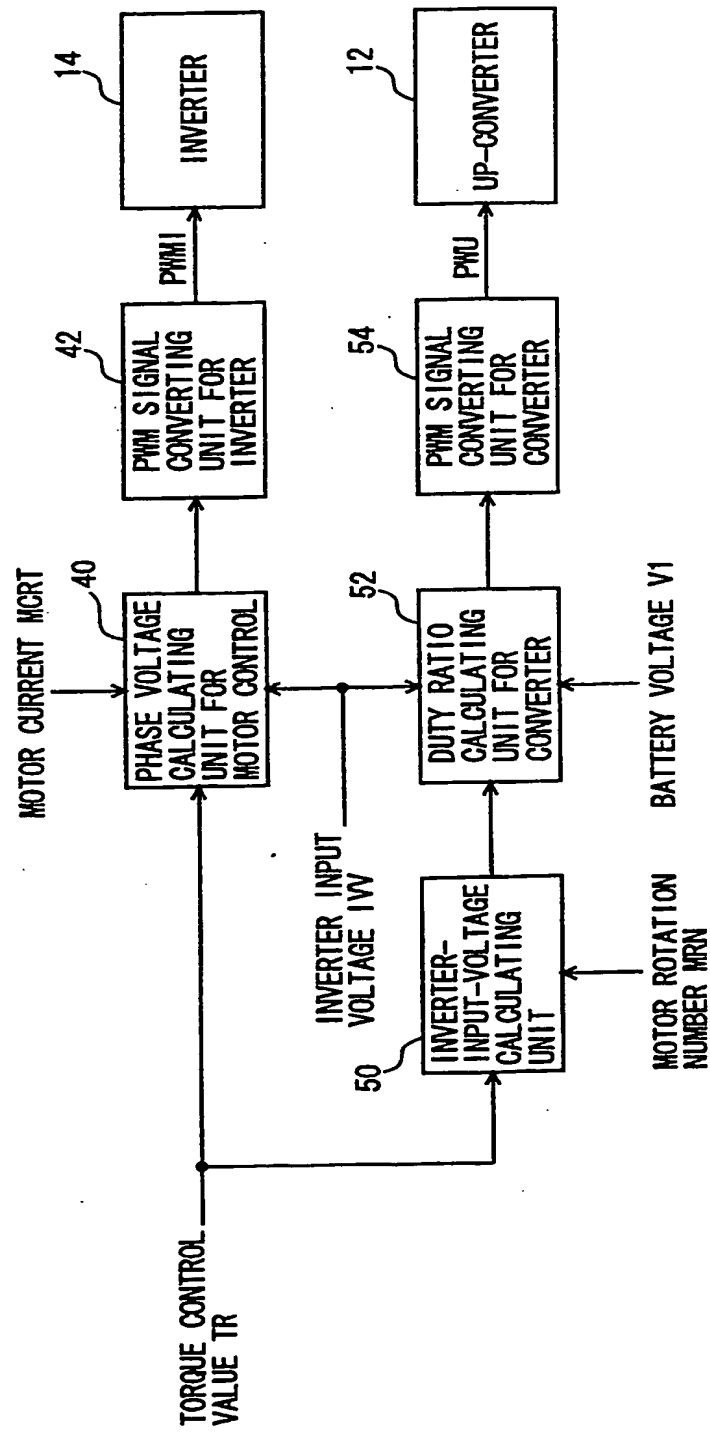 TORQUE CONTROL
VALUE TR
MOTOR CURRENT MCRT
40
PHASE VOLTAGE
CALCULATING
UNIT FOR
MOTOR CONTROL
42
PWM SIGNAL
CONVERTING
UNIT FOR
INVERTER
PWMI
14
INVERTER
INVERTER INPUT
VOLTAGE IVV
50
INVERTER-
INPUT-VOLTAGE
CALCULATING
UNIT
52
DUTY RATIO
CALCULATING
UNIT FOR
CONVERTER
54
PWM SIGNAL
CONVERTING
UNIT FOR
CONVERTER
PWU
12
UP-CONVERTER
MOTOR ROTATION
NUMBER MRN
BATTERY VOLTAGE V1